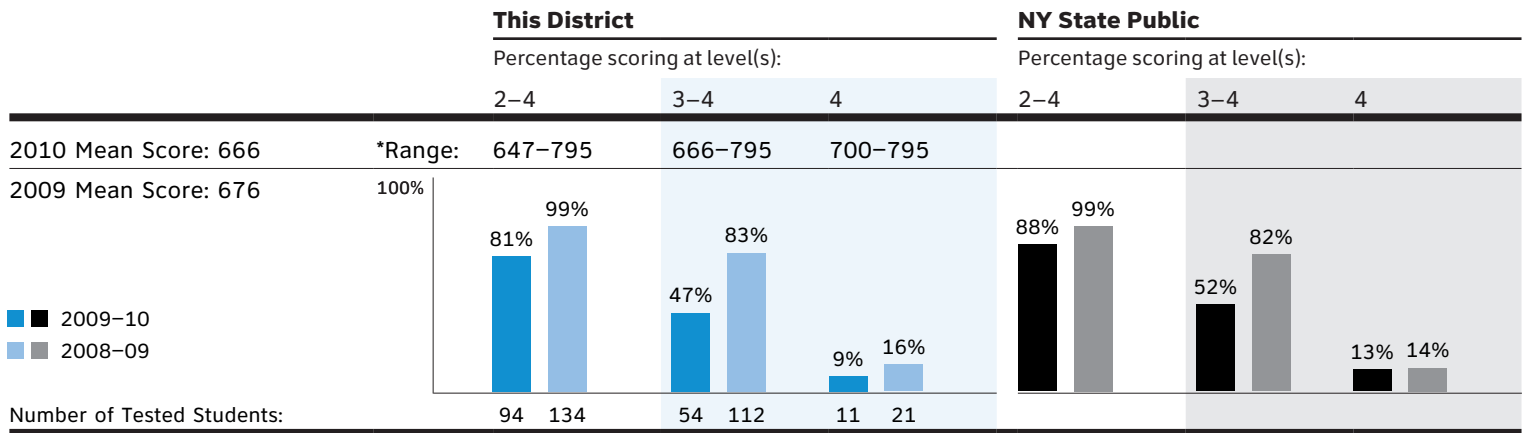 This District NY State Public
Percentage scoring at level(s): Percentage scoring at level(s):
2–4 3–4 4 2–4 3–4 4
2010 Mean Score: 666 *Range: 647–795 666–795 700–795
2009 Mean Score: 676 100%
81% 99% 47% 83% 9% 16% 88% 99% 52% 82% 13% 14%
2009–10
2008–09
Number of Tested Students: 94 134 54 112 11 21